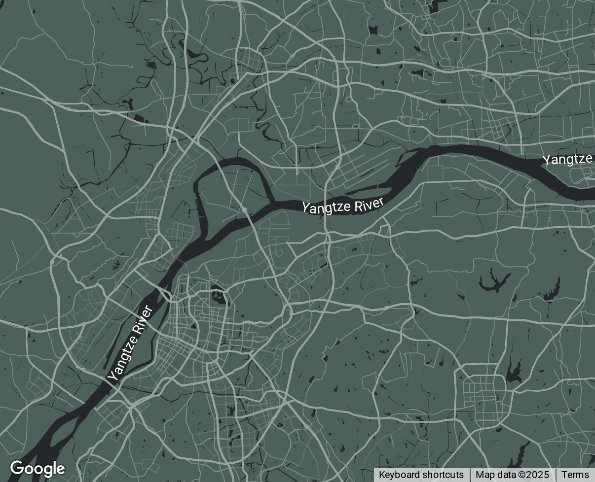 Yangtze
Yangtze River
Yangtze River
Google
Keyboard shortcuts
Map data ©2025
Terms